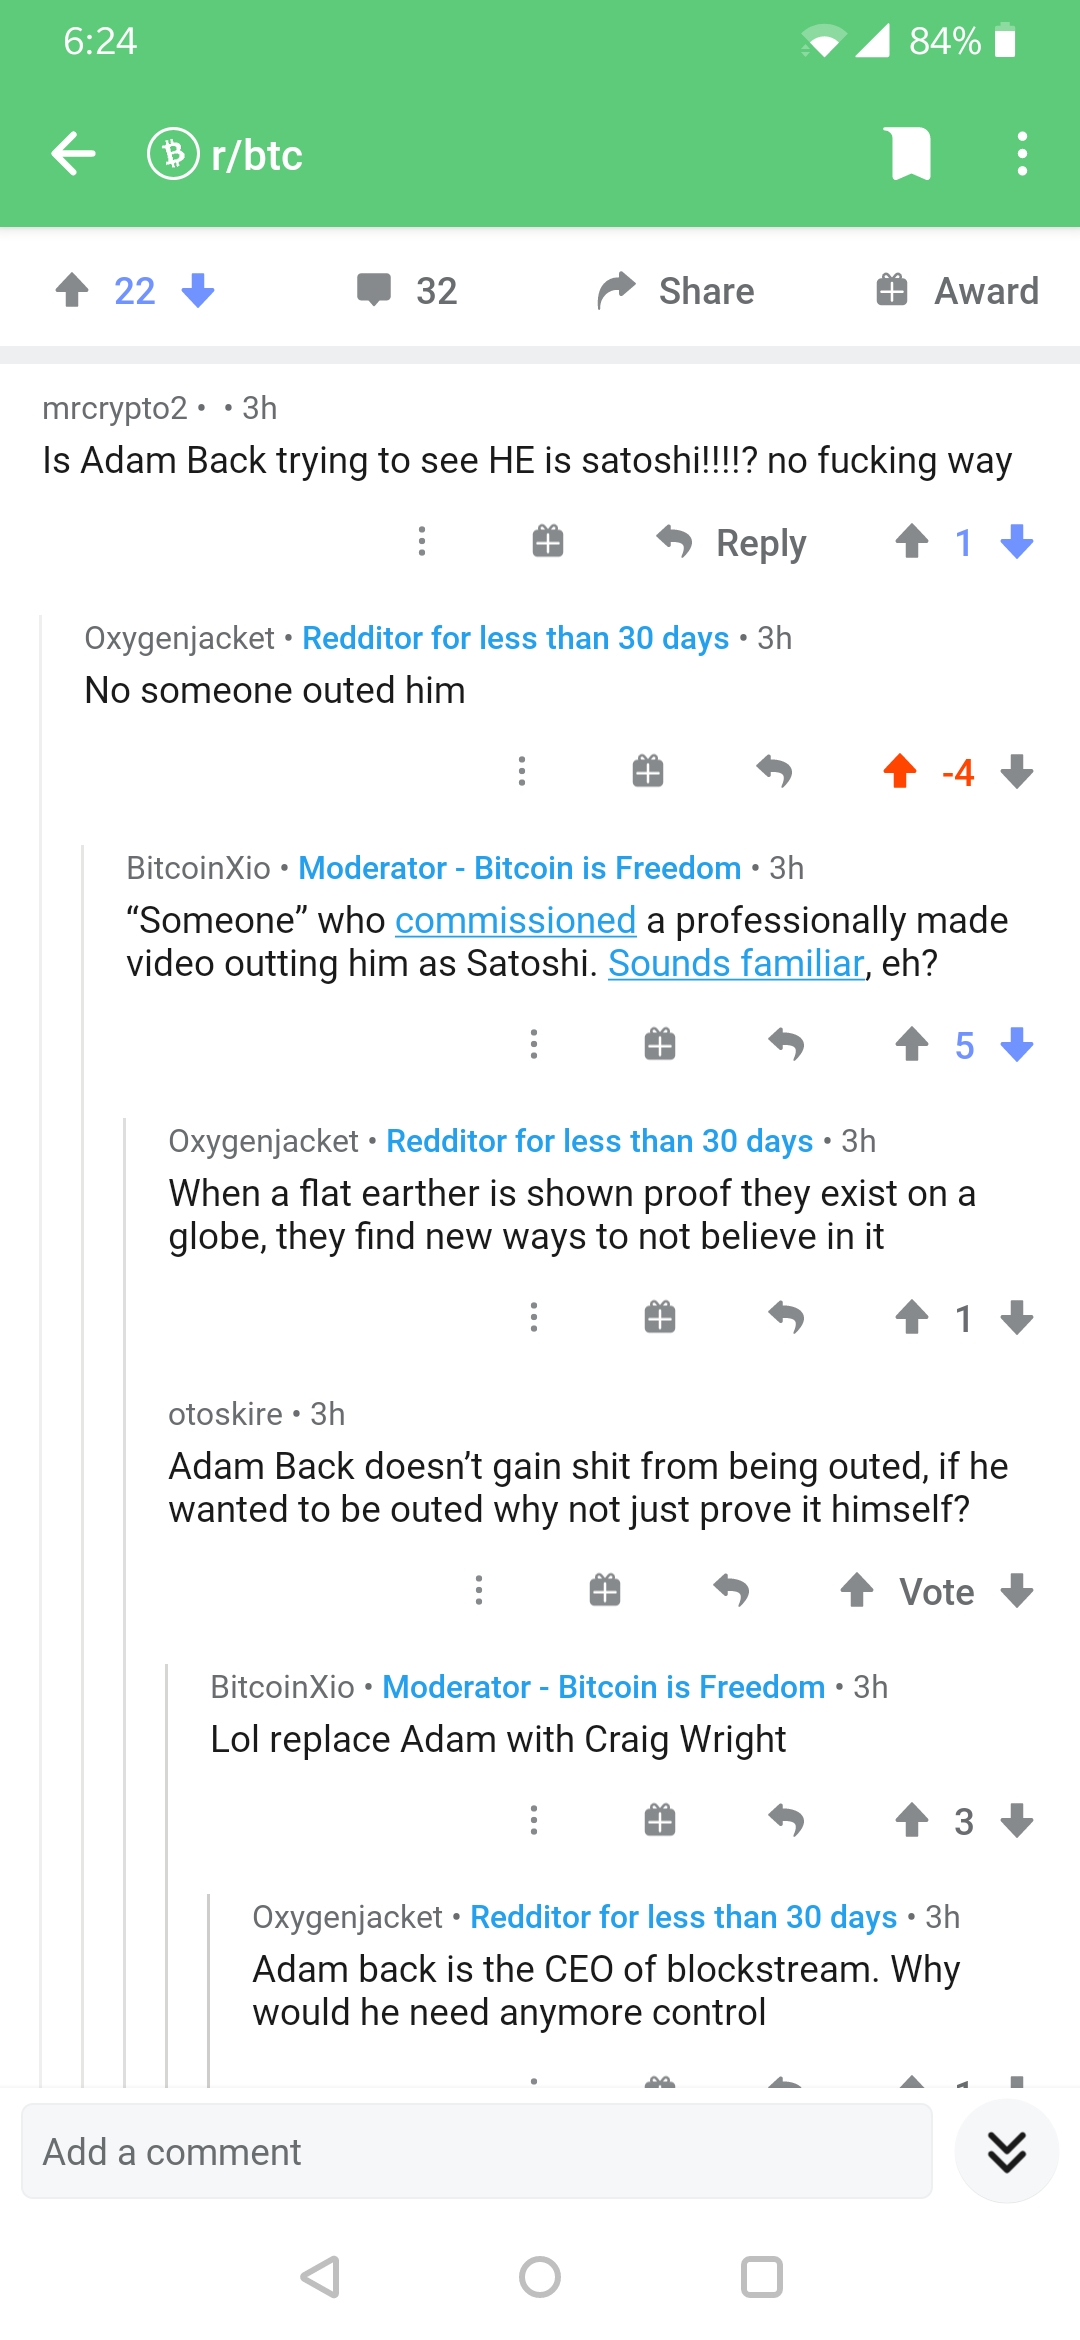 6:24
84%
r/btc
22
32
Share
Award
mrcrypto2 • • 3h
Is Adam Back trying to see HE is satoshi!!!!? no fucking way
Reply
1
Oxygenjacket • Redditor for less than 30 days • 3h
No someone outed him
-4
BitcoinXio • Moderator - Bitcoin is Freedom • 3h
“Someone” who commissioned a professionally made
video outting him as Satoshi. Sounds familiar, eh?
5
Oxygenjacket • Redditor for less than 30 days • 3h
When a flat earther is shown proof they exist on a
globe, they find new ways to not believe in it
1
otoskire • 3h
Adam Back doesn’t gain shit from being outed, if he
wanted to be outed why not just prove it himself?
Vote
BitcoinXio • Moderator - Bitcoin is Freedom • 3h
Lol replace Adam with Craig Wright
3
Oxygenjacket • Redditor for less than 30 days • 3h
Adam back is the CEO of blockstream. Why
would he need anymore control
Add a comment